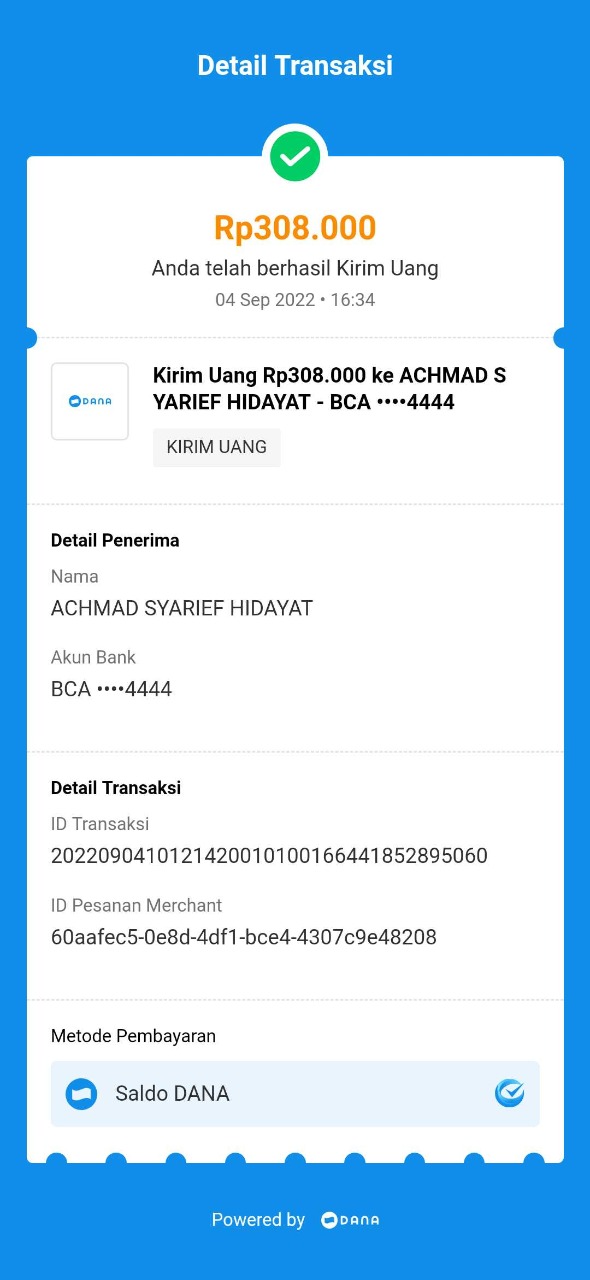 Detail Transaksi
Rp308.000
Anda telah berhasil Kirim Uang
04 Sep 2022 • 16:34
DANA
Kirim Uang Rp308.000 ke ACHMAD S
YARIEF HIDAYAT - BCA ••••4444
KIRIM UANG
Detail Penerima
Nama
ACHMAD SYARIEF HIDAYAT
Akun Bank
BCA ••••4444
Detail Transaksi
ID Transaksi
2022090410121420010100166441852895060
ID Pesanan Merchant
60aafec5-0e8d-4df1-bce4-4307c9e48208
Metode Pembayaran
Saldo DANA
Powered by DANA